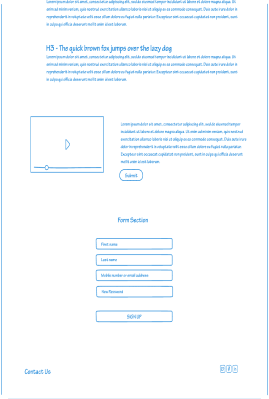 Lorem ipsum dolor sit amet, consectetur adipiscing elit, sed do eiusmod tempor incididunt ut labore et dolore magna aliqua. Ut
enim ad minim veniam, quis nostrud exercitation ullamco laboris nisi ut aliquip ex ea commodo consequat. Duis aute irure dolor in
reprehenderit in voluptate velit esse cillum dolore eu fugiat nulla pariatur. Excepteur sint occaecat cupidatat non proident, sunt
in culpa qui officia deserunt mollit anim id est laborum.
H3 - The quick brown fox jumps over the lazy dog
Lorem ipsum dolor sit amet, consectetur adipiscing elit, sed do eiusmod tempor incididunt ut labore et dolore magna aliqua. Ut
enim ad minim veniam, quis nostrud exercitation ullamco laboris nisi ut aliquip ex ea commodo consequat. Duis aute irure dolor in
reprehenderit in voluptate velit esse cillum dolore eu fugiat nulla pariatur. Excepteur sint occaecat cupidatat non proident, sunt
in culpa qui officia deserunt mollit anim id est laborum.
Lorem ipsum dolor sit amet, consectetur adipiscing elit, sed do eiusmod tempor
incididunt ut labore et dolore magna aliqua. Ut enim ad minim veniam, quis nostrud
exercitation ullamco laboris nisi ut aliquip ex ea commodo consequat. Duis aute irure
dolor in reprehenderit in voluptate velit esse cillum dolore eu fugiat nulla pariatur.
Excepteur sint occaecat cupidatat non proident, sunt in culpa qui officia deserunt
mollit anim id est laborum.
Submit
Form Section
First name
Last name
Mobile number or email address
New Password
SIGN UP
Contact Us